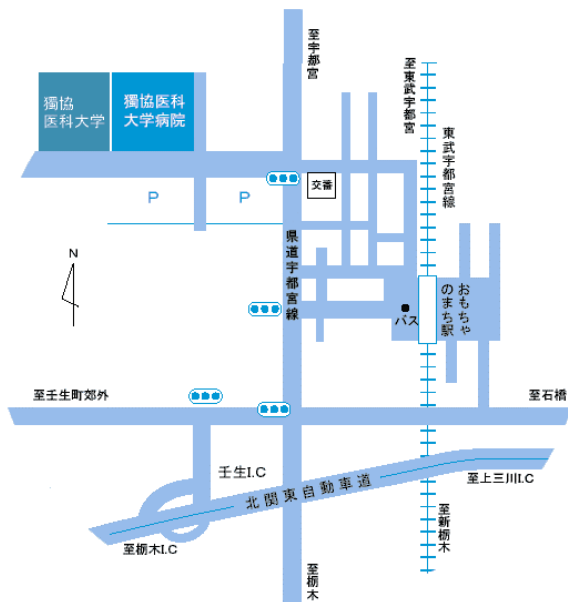 至宇都宮
至東武宇都宮
獨協
医科大学
獨協医科
大学病院
東武宇都宮線
交番
P
P
県道宇都宮線
N
おもちゃ
のまち駅
バス
至壬生町郊外
至石橋
壬生I.C
北関東自動車道
至上三川I.C
至新栃木
至栃木I.C
至栃木